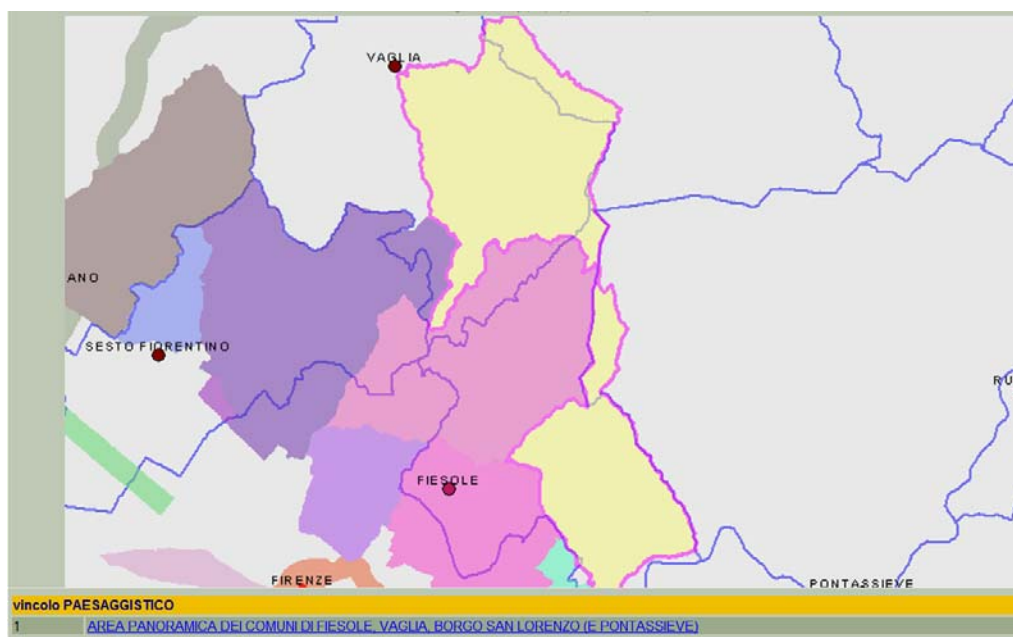 VAGLIA
ANO
SESTO FIORENTINO
RU
FIESOLE
FIRENZE
PONTASSIEVE
vincolo PAESAGGISTICO
1 AREA PANORAMICA DEI COMUNI DI FIESOLE, VAGLIA, BORGO SAN LORENZO (E PONTASSIEVE)